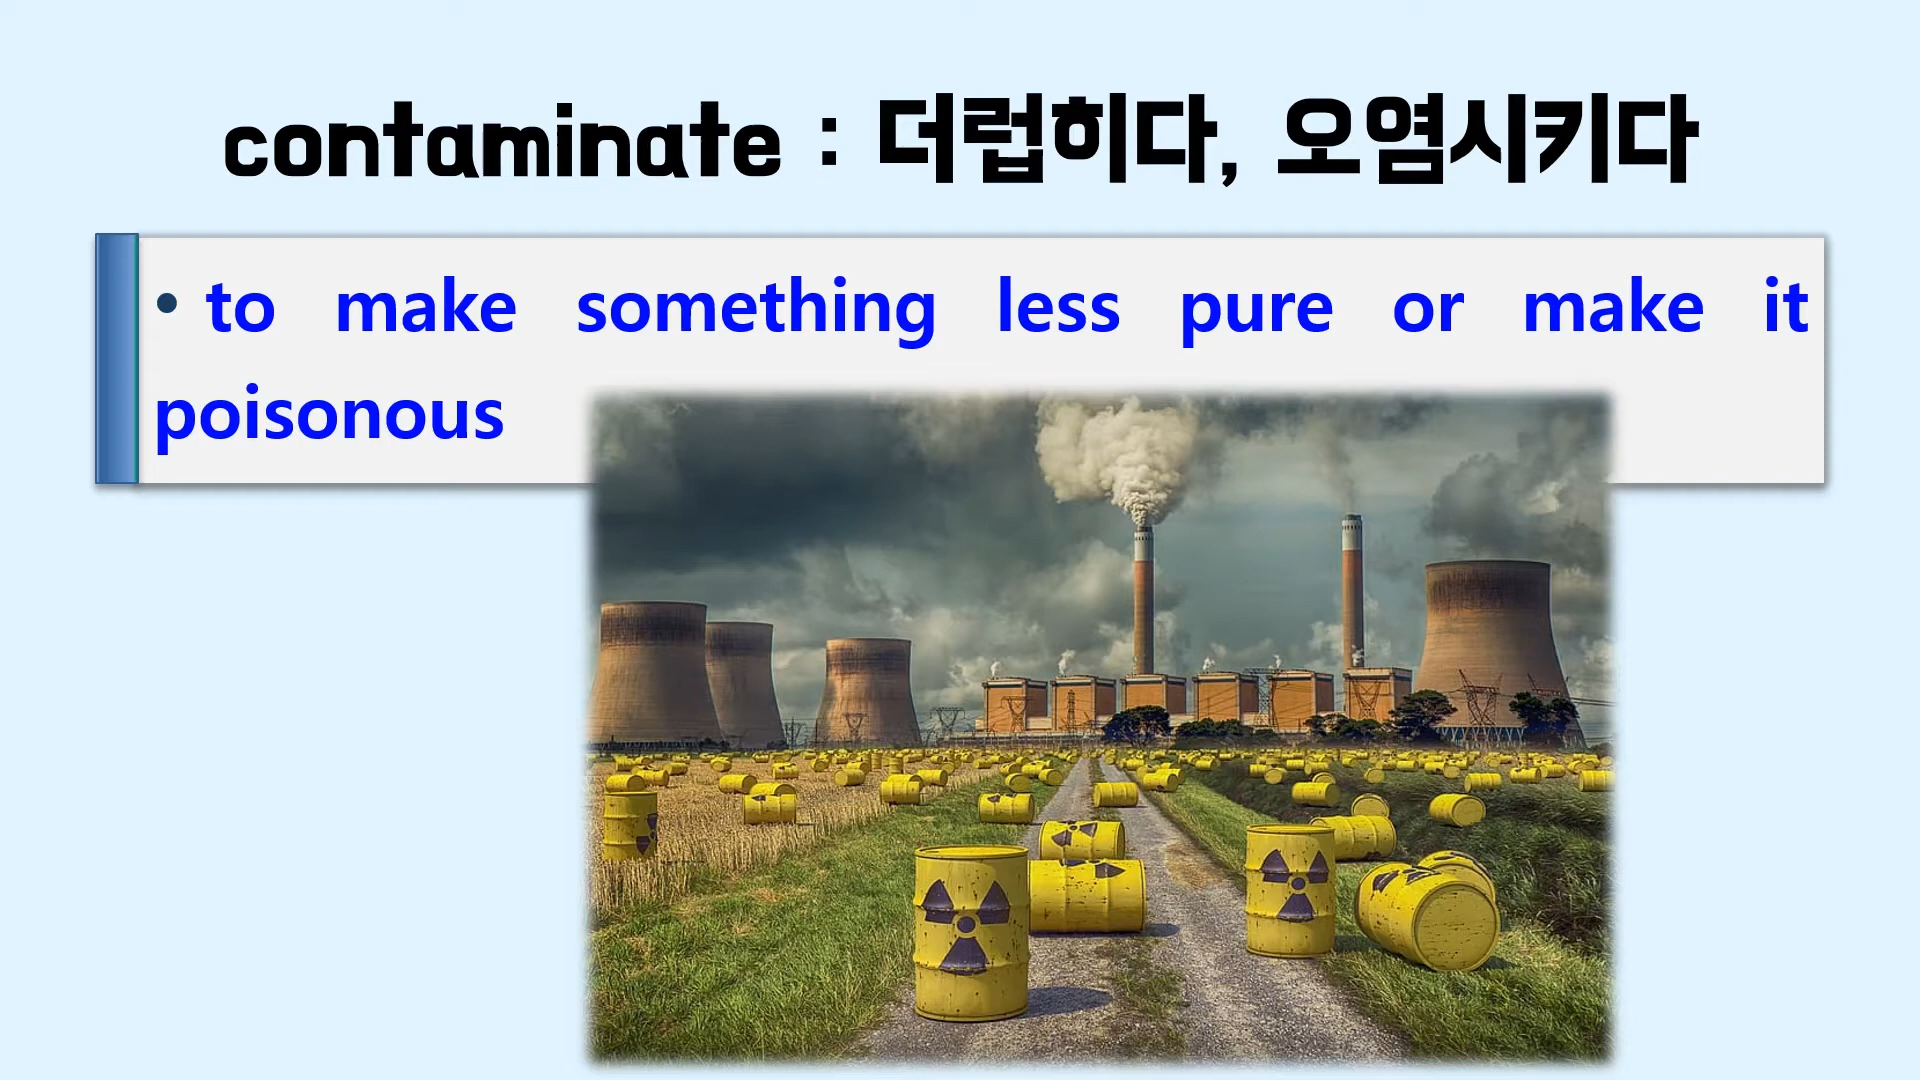 contaminate : 더럽히다, 오염시키다
• to make something less pure or make it
poisonous